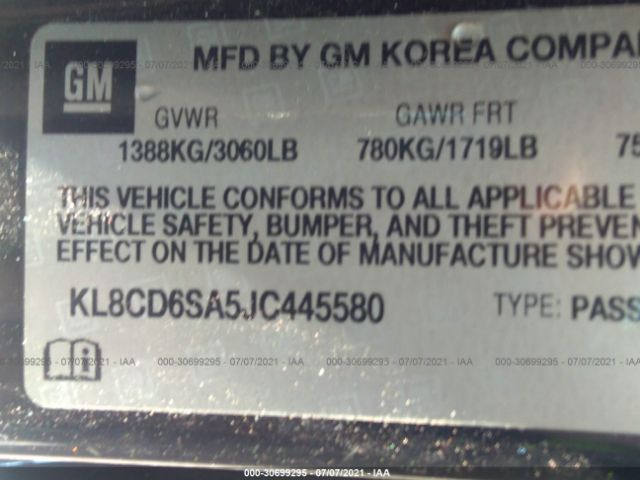 MFD BY GM KOREA COMPA
GM
GVWR GAWR FRT
1388KG/3060LB 780KG/1719LB 75
THIS VEHICLE CONFORMS TO ALL APPLICABLE
VEHICLE SAFETY, BUMPER, AND THEFT PREVEN
EFFECT ON THE DATE OF MANUFACTURE SHOW
KL8CD6SA5JC445580 TYPE: PASS
000-30699295 - 07/07/2021 - IAA